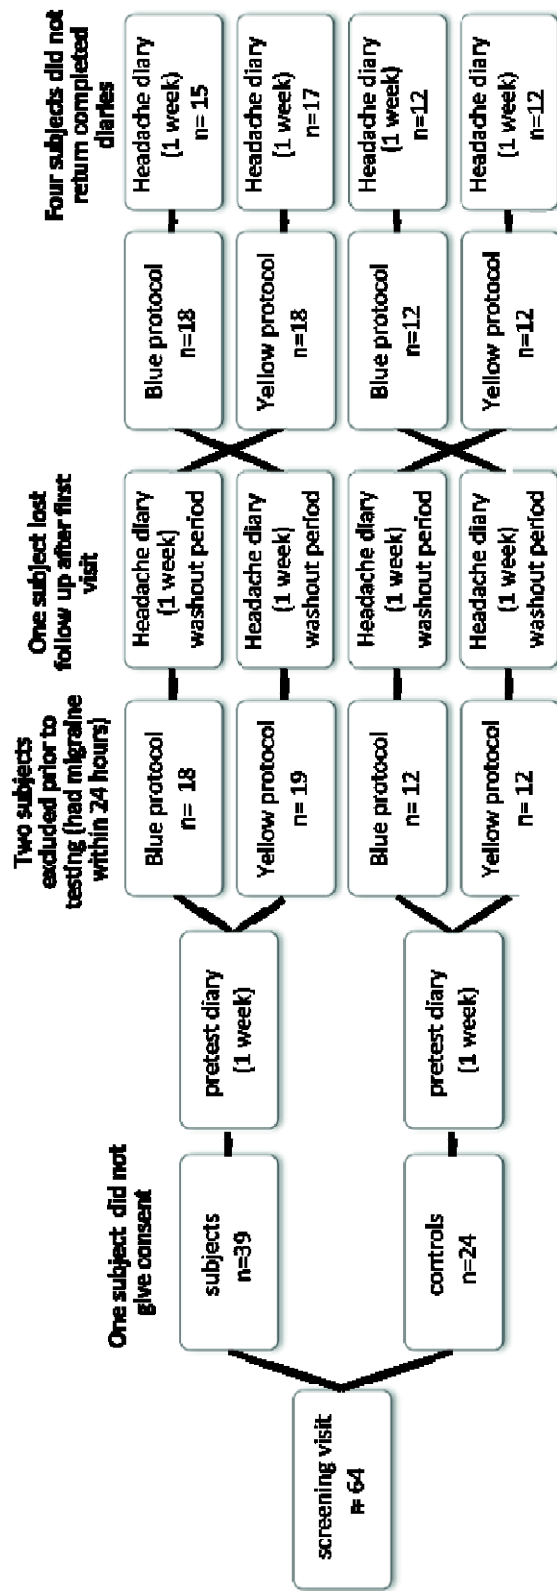 screening visit
n= 64
One subject did not
give consent
subjects
n=39
controls
n=24
pretest diary
(1 week)
pretest diary
(1 week)
Two subjects
excluded prior to
testing (had migraine
within 24 hours)
Blue protocol
n= 18
Yellow protocol
n= 19
Blue protocol
n= 12
Yellow protocol
n= 12
One subject lost
follow up after first
visit
Headache diary
(1 week)
washout period
Headache diary
(1 week)
washout period
Headache diary
(1 week)
washout period
Headache diary
(1 week)
washout period
Blue protocol
n=18
Yellow protocol
n=18
Blue protocol
n=12
Yellow protocol
n=12
Four subjects did not
return completed
diaries
Headache diary
(1 week)
n= 15
Headache diary
(1 week)
n=17
Headache diary
(1 week)
n=12
Headache diary
(1 week)
n=12